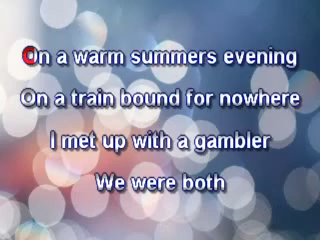 On a warm summers evening
On a train bound for nowhere
I met up with a gambler
We were both